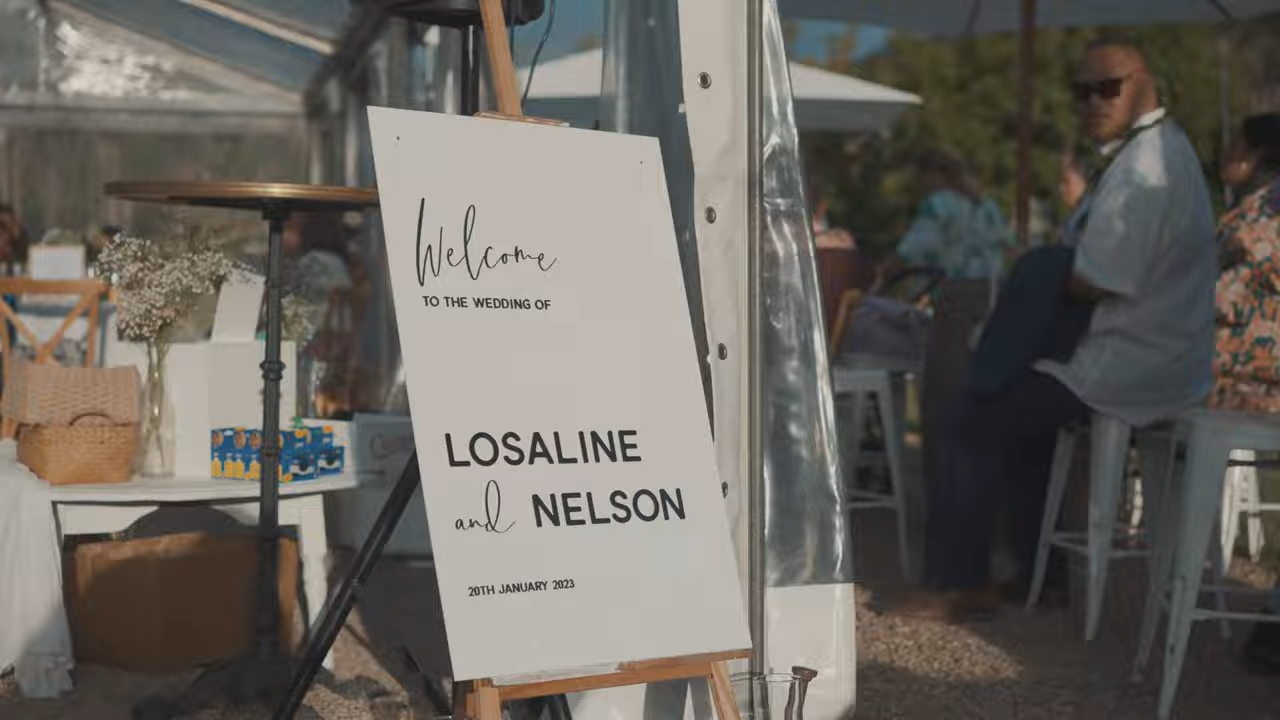 Welcome
TO THE WEDDING OF
LOSALINE
and NELSON
20TH JANUARY 2023